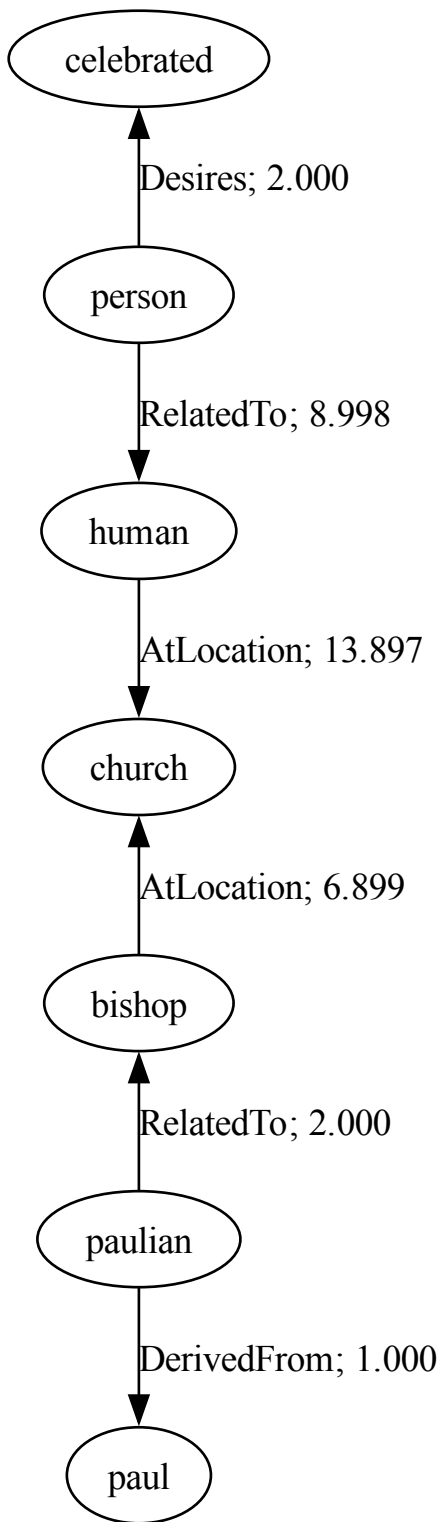 celebrated
Desires; 2.000
person
RelatedTo; 8.998
human
AtLocation; 13.897
church
AtLocation; 6.899
bishop
RelatedTo; 2.000
paulian
DerivedFrom; 1.000
paul